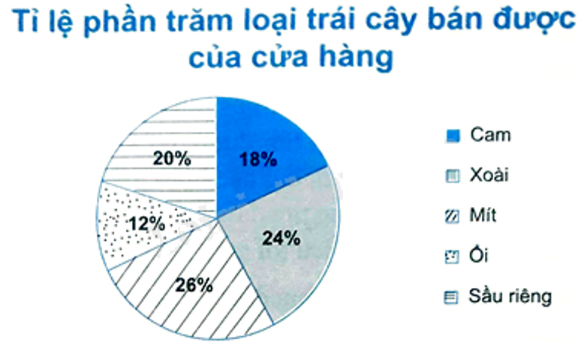 Tỉ lệ phần trăm loại trái cây bán được
của cửa hàng
20%
18%
12%
24%
26%
Cam
Xoài
Mít
Ổi
Sầu riêng